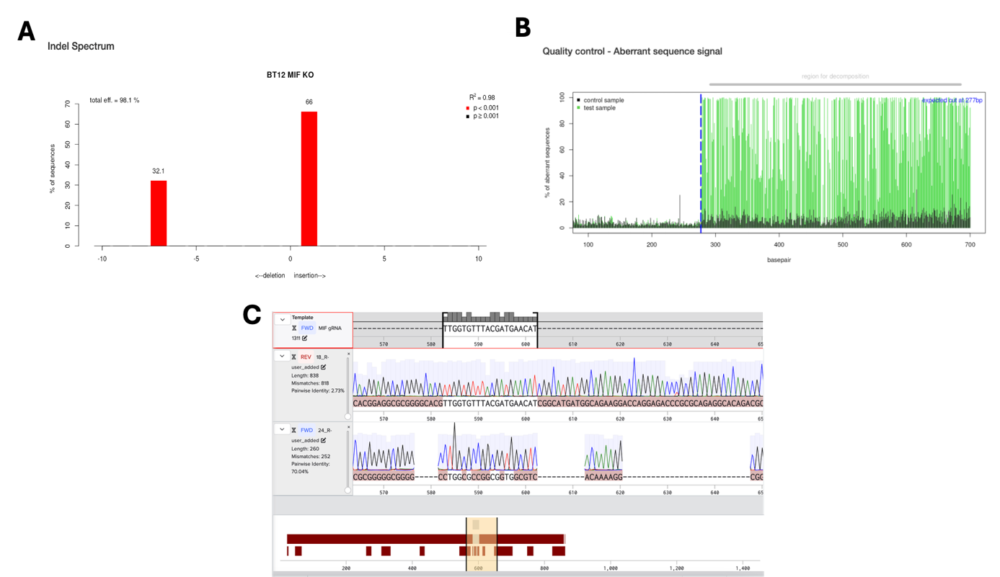 A
Indel Spectrum
BT12 MIF KO
total eff. = 98.1 %
R2 = 0.98
p < 0.001
p ≥ 0.001
66
32.1
% of sequences
0 10 20 30 40 50 60 70
-10 -5 0 5 10
<--deletion insertion-->
B
Quality control - Aberrant sequence signal
region for decomposition
control sample
test sample
expected cut at 277bp
% of aberrant sequences
0 20 40 60 80 100
100 200 300 400 500 600 700
basepair
C
Template
FWD MIF gRNA
1311
TTGGTGTTTACGATGAACAT
570 580 590 600 610 620 630 640 65
REV 18_R-
user_added
Length: 838
Mismatches: 818
Pairwise Identity: 2.73%
CACGGAGGCGCGGGGCACGTTGGTGTTTACGATGAACATCGGCATGATGGCAGAAGGACCAGGAGACCCGCGCAGAGGCACAGACGC
570 580 590 600 610 620 630 640 65
FWD 24_R-
user_added
Length: 260
Mismatches: 252
Pairwise Identity:
70.04%
CGCGGGGGCGGGG-----CCTGGCGCCGGCGGTGGCGTC----------ACAAAAGG---------------------------CGC
570 580 590 600 610 620 630 640 65
200 400 600 800 1,000 1,200 1,400